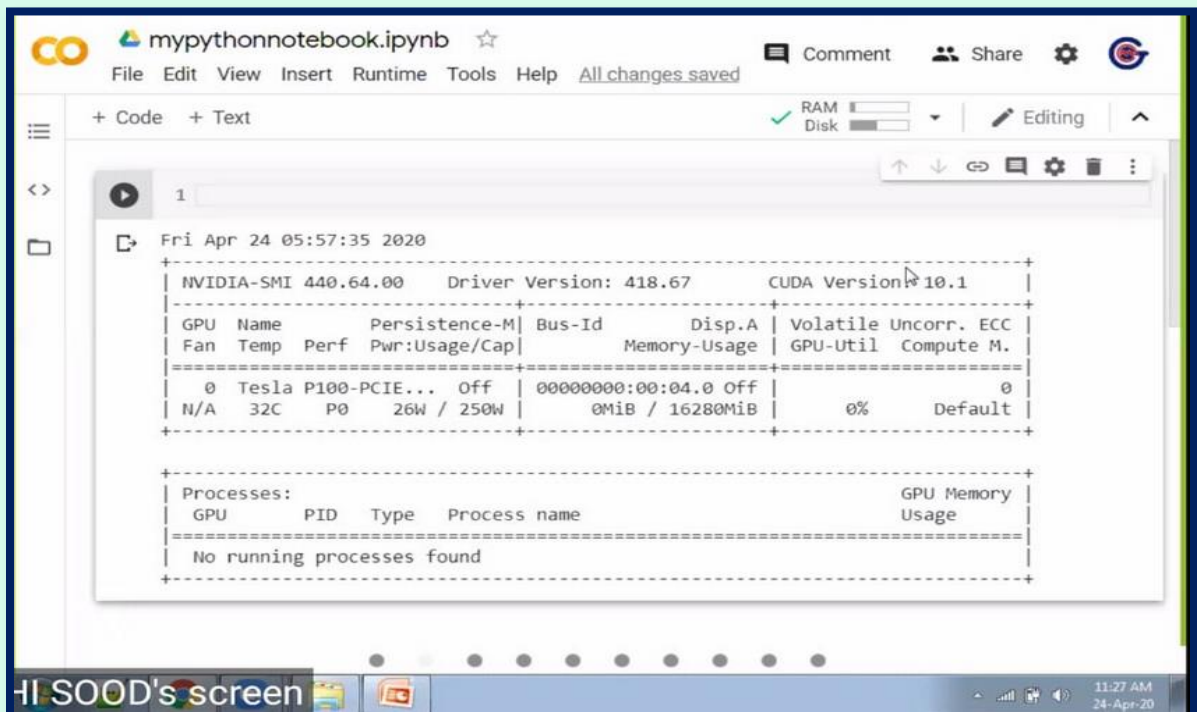 CO mypythonnotebook.ipynb
Comment Share
File Edit View Insert Runtime Tools Help All changes saved
+ Code + Text
RAM
Disk
Editing
1
Fri Apr 24 05:57:35 2020
+-----------------------------------------------------------------------------+
| NVIDIA-SMI 440.64.00    Driver Version: 418.67       CUDA Version: 10.1     |
|-------------------------------+----------------------+----------------------+
| GPU  Name        Persistence-M| Bus-Id        Disp.A | Volatile Uncorr. ECC |
| Fan  Temp  Perf  Pwr:Usage/Cap|         Memory-Usage | GPU-Util  Compute M. |
|===============================+======================+======================|
|   0  Tesla P100-PCIE...  Off  | 00000000:00:04.0 Off |                    0 |
| N/A   32C    P0    26W / 250W |      0MiB / 16280MiB |      0%      Default |
+-------------------------------+----------------------+----------------------+
+-----------------------------------------------------------------------------+
| Processes:                                                       GPU Memory |
|  GPU       PID   Type   Process name                             Usage      |
|=============================================================================|
|  No running processes found                                                 |
+-----------------------------------------------------------------------------+
HI SOOD's screen
11:27 AM
24-Apr-20